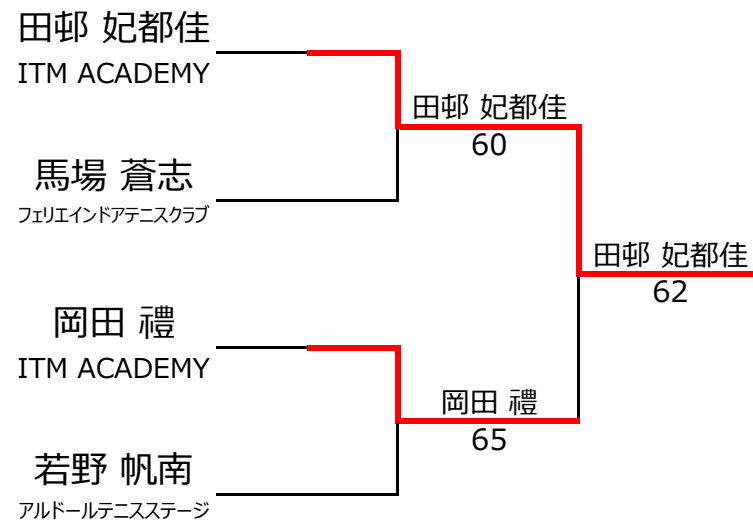 田邨 妃都佳
ITM ACADEMY
田邨 妃都佳
60
馬場 蒼志
フェリエインドアテニスクラブ
田邨 妃都佳
62
岡田 禮
ITM ACADEMY
岡田 禮
65
若野 帆南
アルドールテニスステージ